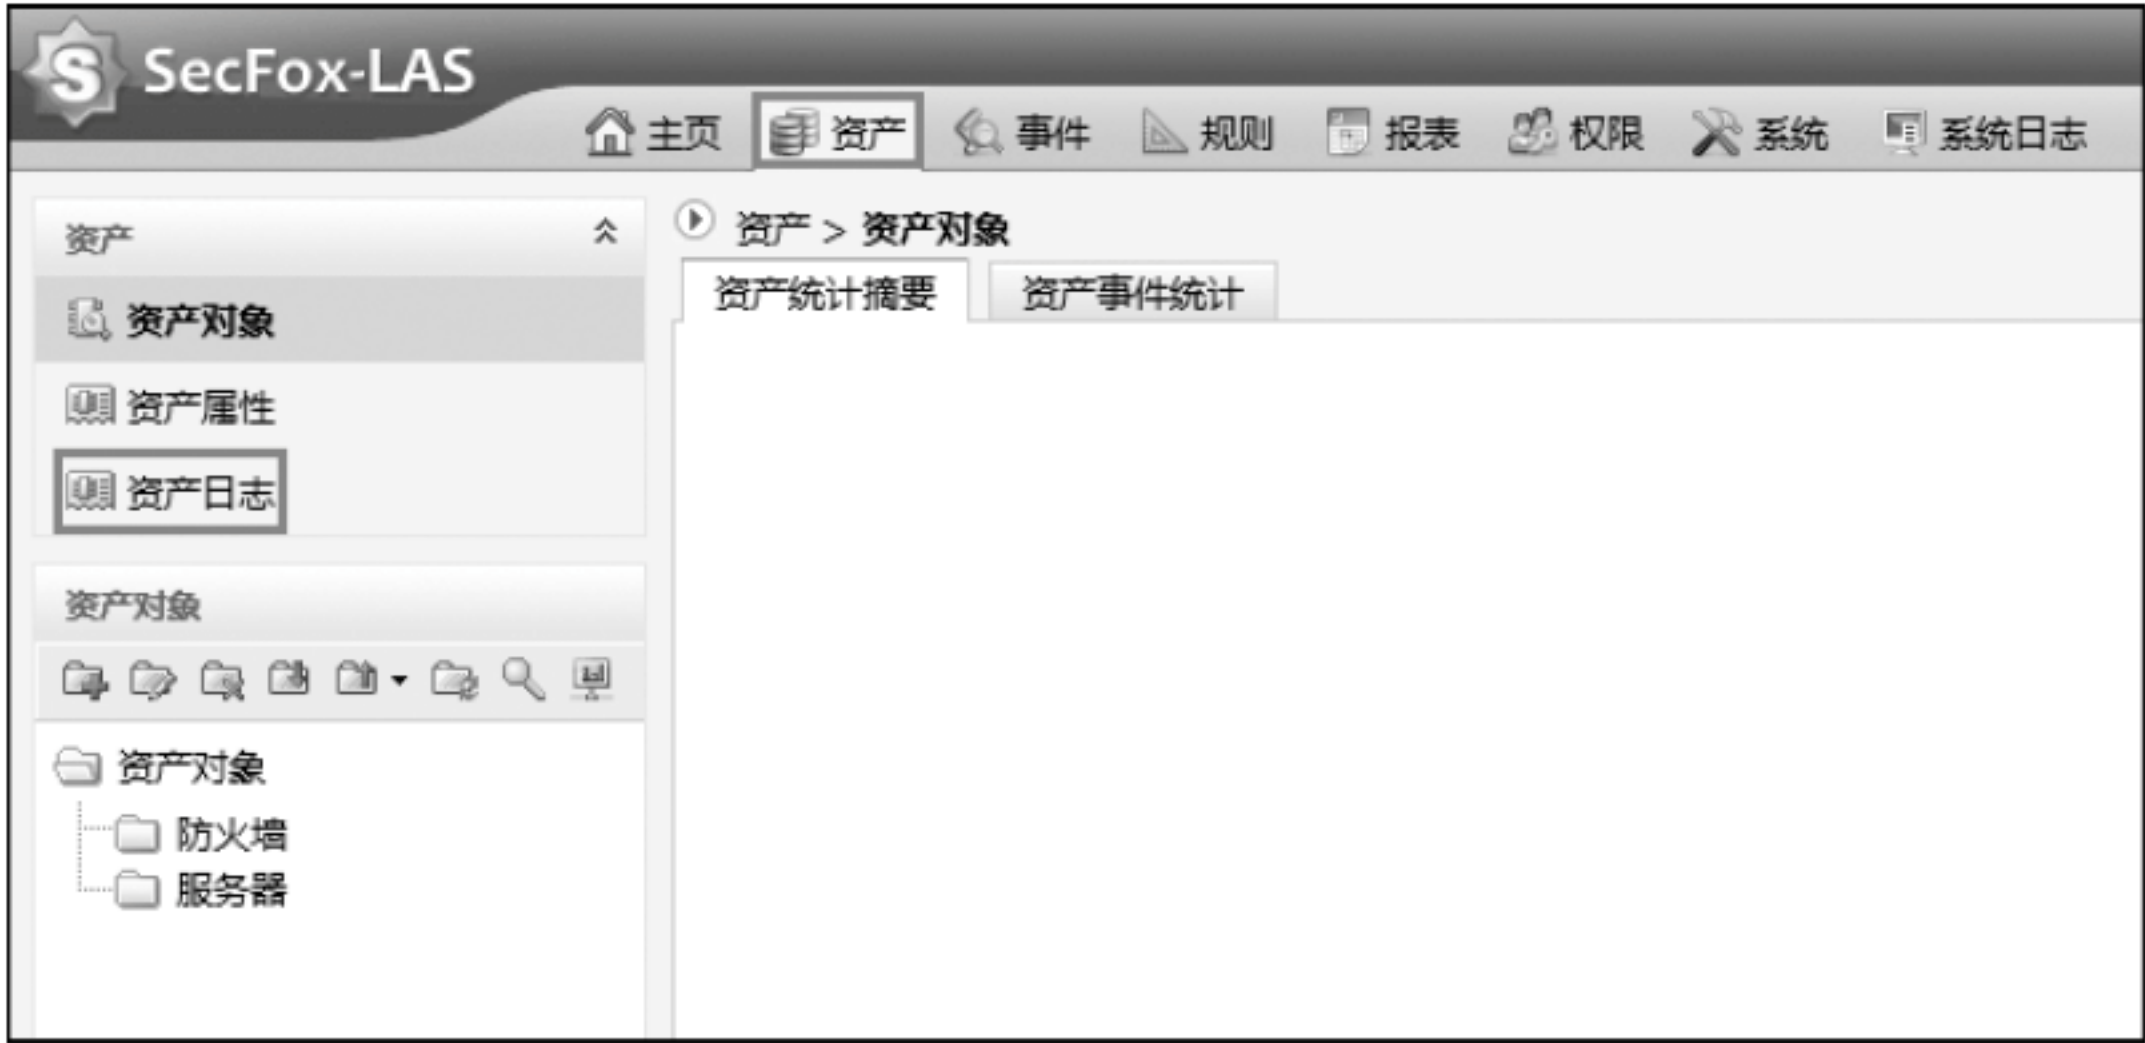 SecFox-LAS
主页 资产 事件 规则 报表 权限 系统 系统日志
资产
资产对象
资产属性
资产日志
资产对象
资产对象
防火墙
服务器
资产 > 资产对象
资产统计摘要 资产事件统计